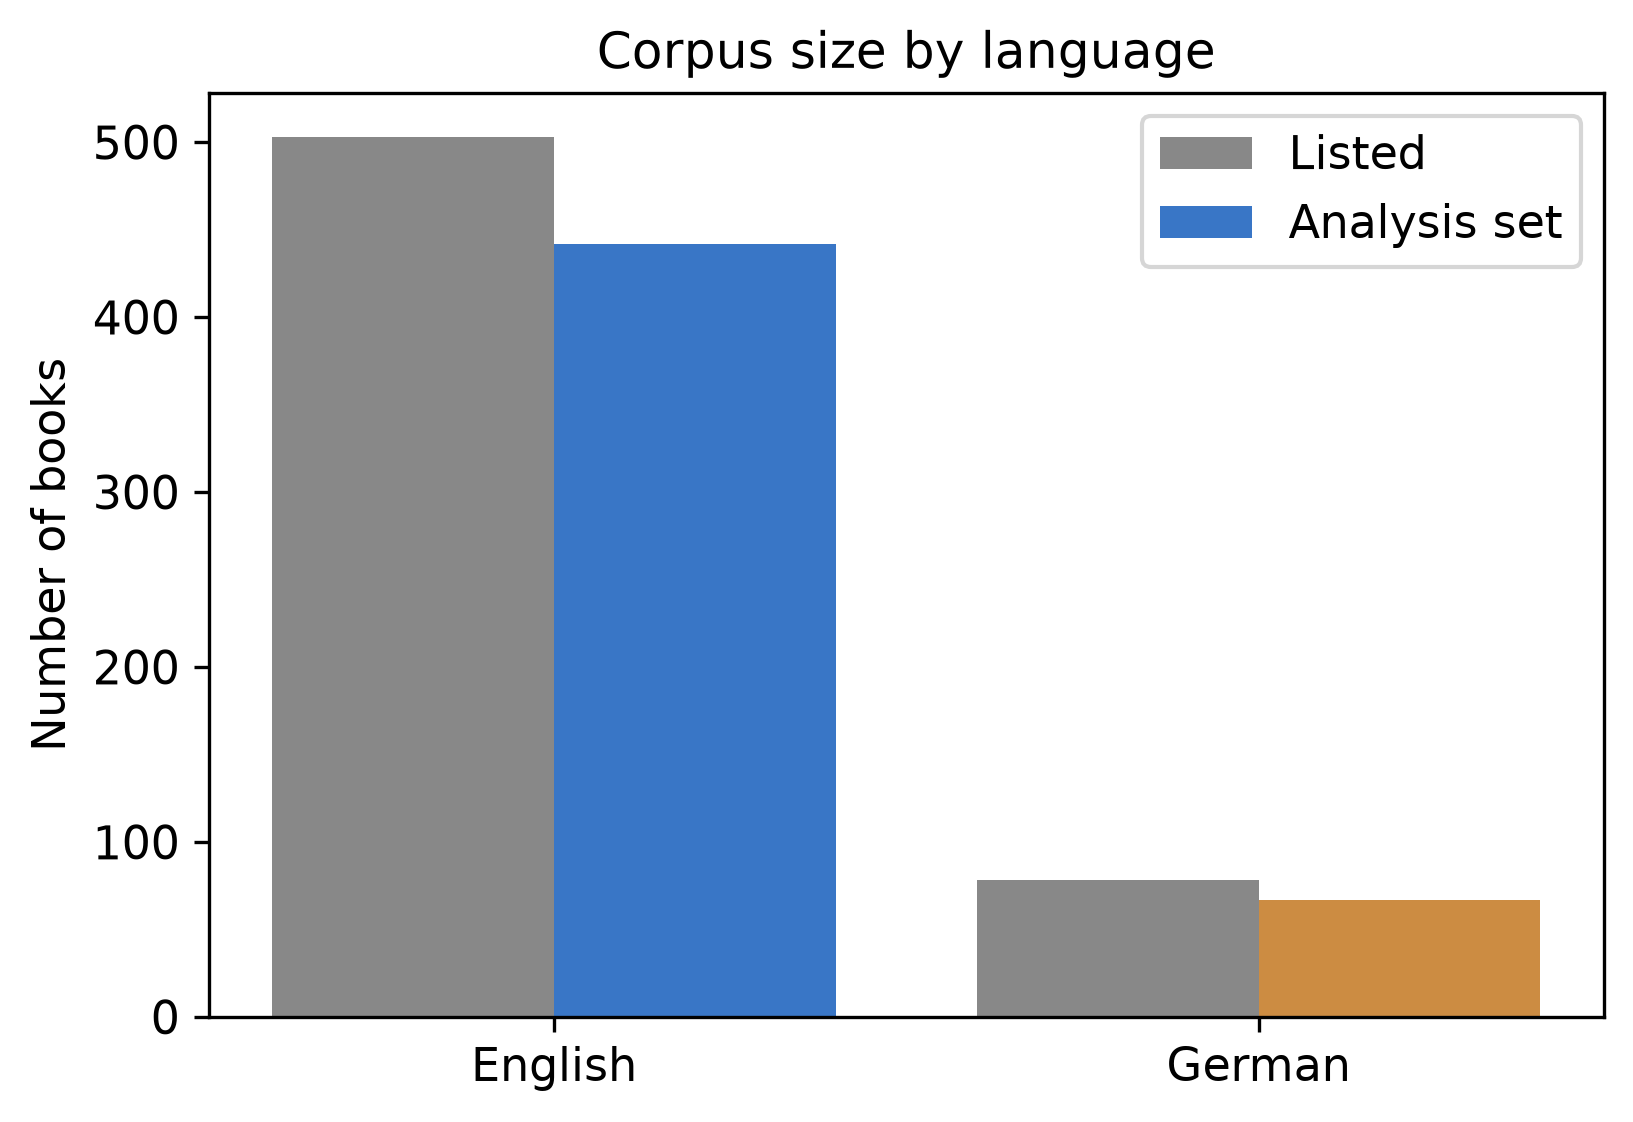 Corpus size by language
Number of books
500
400
300
200
100
0
English
German
Listed
Analysis set